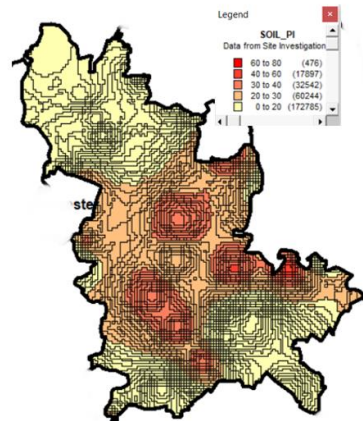 Legend
SOIL_PI
Data from Site Investigation
60 to 80 (476)
40 to 60 (17897)
30 to 40 (32542)
20 to 30 (60244)
0 to 20 (172785)
ste